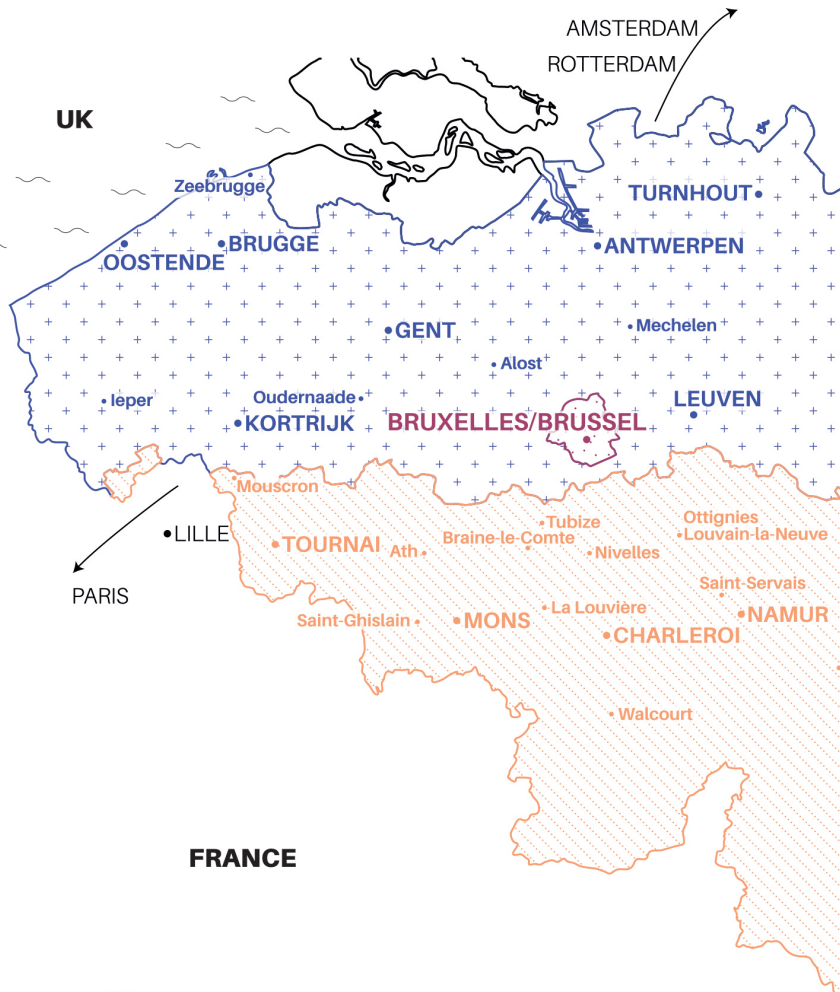 AMSTERDAM
ROTTERDAM
UK
Zeebrugge
TURNHOUT
OOSTENDE
BRUGGE
ANTWERPEN
GENT
Mechelen
Alost
Ieper
Oudernaade
KORTRIJK
BRUXELLES/BRUSSEL
LEUVEN
Mouscron
LILLE
TOURNAI
Ath
Braine-le-Comte
Tubize
Nivelles
Ottignies
Louvain-la-Neuve
PARIS
Saint-Servais
Saint-Ghislain
MONS
La Louvière
CHARLEROI
NAMUR
Walcourt
FRANCE